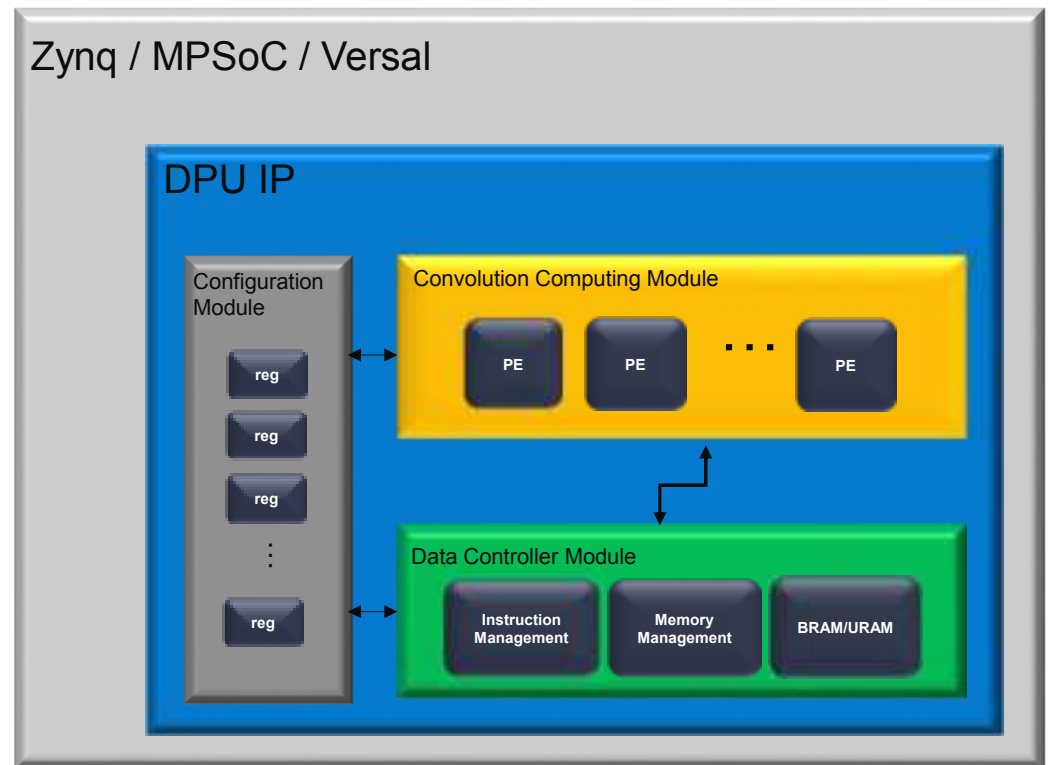 Zynq / MPSoC / Versal
DPU IP
Configuration
Module
reg
reg
reg
⋮
reg
Convolution Computing Module
PE
PE
...
PE
Data Controller Module
Instruction
Management
Memory
Management
BRAM/URAM